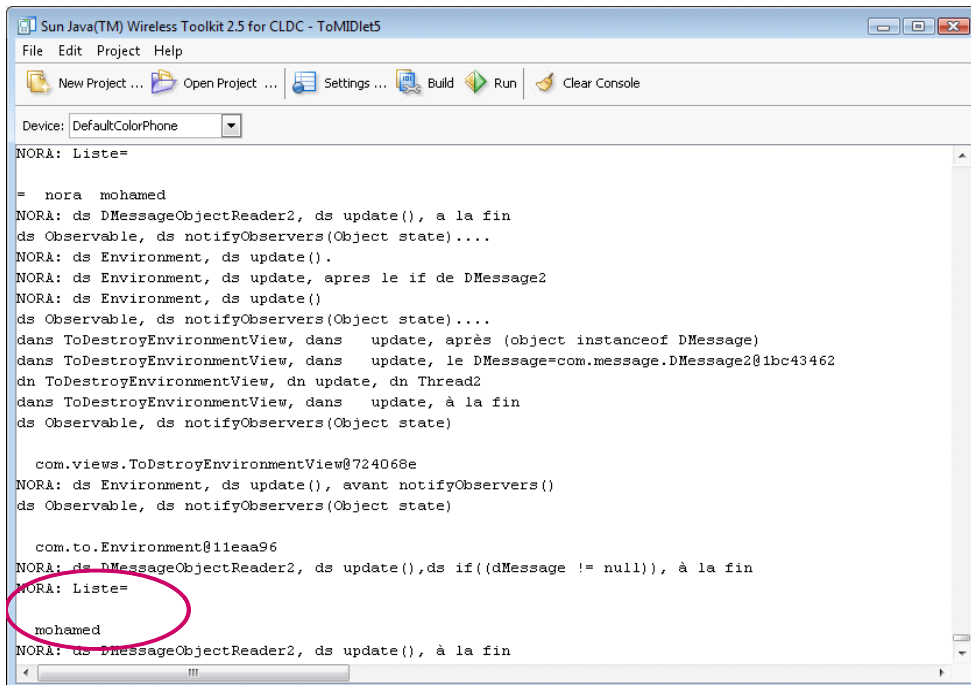 Sun Java(TM) Wireless Toolkit 2.5 for CLDC - ToMIDlet5
File Edit Project Help
New Project ... Open Project ... Settings ... Build Run Clear Console
Device: DefaultColorPhone
NORA: Liste=
= nora mohamed
NORA: ds DMessageObjectReader2, ds update(), a la fin
ds Observable, ds notifyObservers(Object state)....
NORA: ds Environment, ds update().
NORA: ds Environment, ds update, apres le if de DMessage2
NORA: ds Environment, ds update()
ds Observable, ds notifyObservers(Object state)....
dans ToDestroyEnvironmentView, dans update, après (object instanceof DMessage)
dans ToDestroyEnvironmentView, dans update, le DMessage=com.message.DMessage2@1bc43462
dn ToDestroyEnvironmentView, dn update, dn Thread2
dans ToDestroyEnvironmentView, dans update, à la fin
ds Observable, ds notifyObservers(Object state)
com.views.ToDstroyEnvironmentView@724068e
NORA: ds Environment, ds update(), avant notifyObservers()
ds Observable, ds notifyObservers(Object state)
com.to.Environment@11eaa96
NORA: ds DMessageObjectReader2, ds update(),ds if((dMessage != null)), à la fin
NORA: Liste=
mohamed
NORA: ds DMessageObjectReader2, ds update(), à la fin